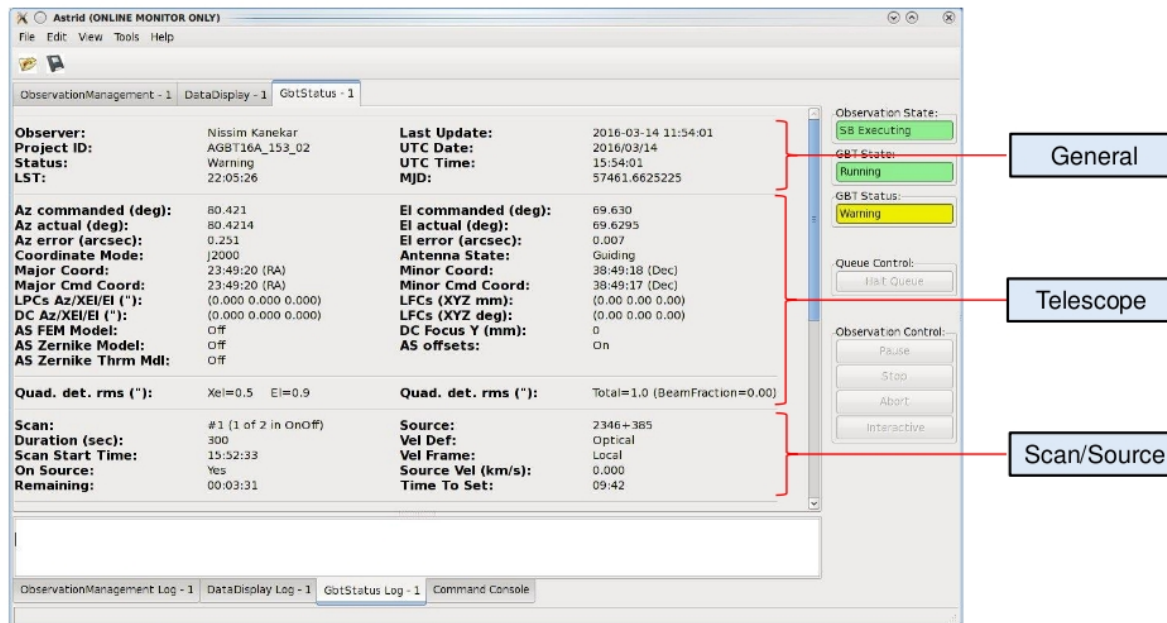 Astrid (ONLINE MONITOR ONLY)
File Edit View Tools Help
ObservationManagement - 1 DataDisplay - 1 GbtStatus - 1
Observer: Nissim Kanekar Last Update: 2016-03-14 11:54:01
Project ID: AGBT16A_153_02 UTC Date: 2016/03/14
Status: Warning UTC Time: 15:54:01
LST: 22:05:26 MJD: 57461.6625225
Az commanded (deg): 80.421 El commanded (deg): 69.630
Az actual (deg): 80.4214 El actual (deg): 69.6295
Az error (arcsec): 0.251 El error (arcsec): 0.007
Coordinate Mode: J2000 Antenna State: Guiding
Major Coord: 23:49:20 (RA) Minor Coord: 38:49:18 (Dec)
Major Cmd Coord: 23:49:20 (RA) Minor Cmd Coord: 38:49:17 (Dec)
LPCs Az/XEl/El ("): (0.000 0.000 0.000) LFCs (XYZ mm): (0.00 0.00 0.00)
DC Az/XEl/El ("): (0.000 0.000 0.000) LFCs (XYZ deg): (0.00 0.00 0.00)
AS FEM Model: Off DC Focus Y (mm): 0
AS Zernike Model: Off AS offsets: On
AS Zernike Thrm Mdl: Off
Quad. det. rms ("): Xel=0.5 El=0.9 Quad. det. rms ("): Total=1.0 (BeamFraction=0.00)
Scan: #1 (1 of 2 in OnOff) Source: 2346+385
Duration (sec): 300 Vel Def: Optical
Scan Start Time: 15:52:33 Vel Frame: Local
On Source: Yes Source Vel (km/s): 0.000
Remaining: 00:03:31 Time To Set: 09:42
Observation State:
SB Executing
GBT State:
Running
GBT Status:
Warning
Queue Control:
Halt Queue
Observation Control:
Pause
Stop
Abort
Interactive
General
Telescope
Scan/Source
ObservationManagement Log - 1 DataDisplay Log - 1 GbtStatus Log - 1 Command Console